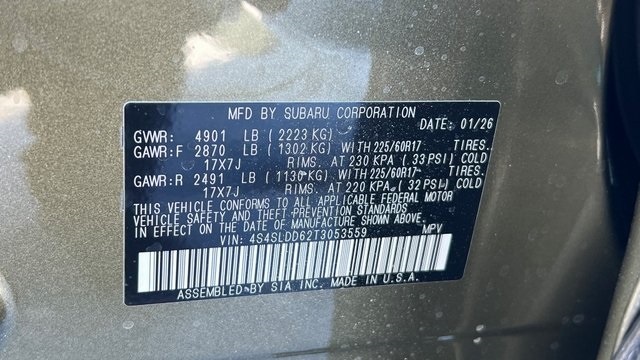 MFD BY SUBARU CORPORATION
DATE: 01/26
GVWR: 4901 LB ( 2223 KG)
GAWR:F 2870 LB ( 1302 KG) WITH 225/60R17 TIRES.
17X7J RIMS. AT 230 KPA ( 33 PSI) COLD
GAWR:R 2491 LB ( 1130 KG) WITH 225/60R17 TIRES.
17X7J RIMS. AT 220 KPA ( 32 PSI) COLD
THIS VEHICLE CONFORMS TO ALL APPLICABLE FEDERAL MOTOR
VEHICLE SAFETY AND THEFT PREVENTION STANDARDS
IN EFFECT ON THE DATE OF MANUFACTURE SHOWN ABOVE.
VIN: 4S4SLDD62T3053559 MPV
ASSEMBLED BY SIA INC. MADE IN U.S.A.